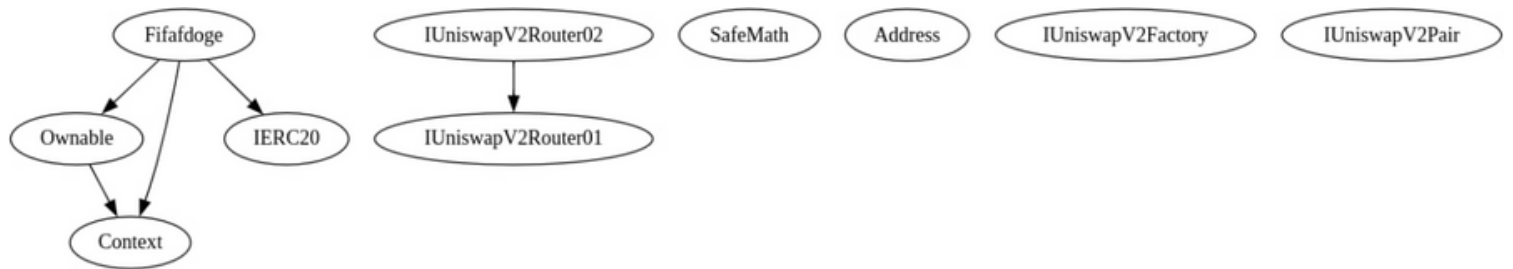 Fifafdoge
IUniswapV2Router02
SafeMath
Address
IUniswapV2Factory
IUniswapV2Pair
Ownable
IERC20
IUniswapV2Router01
Context